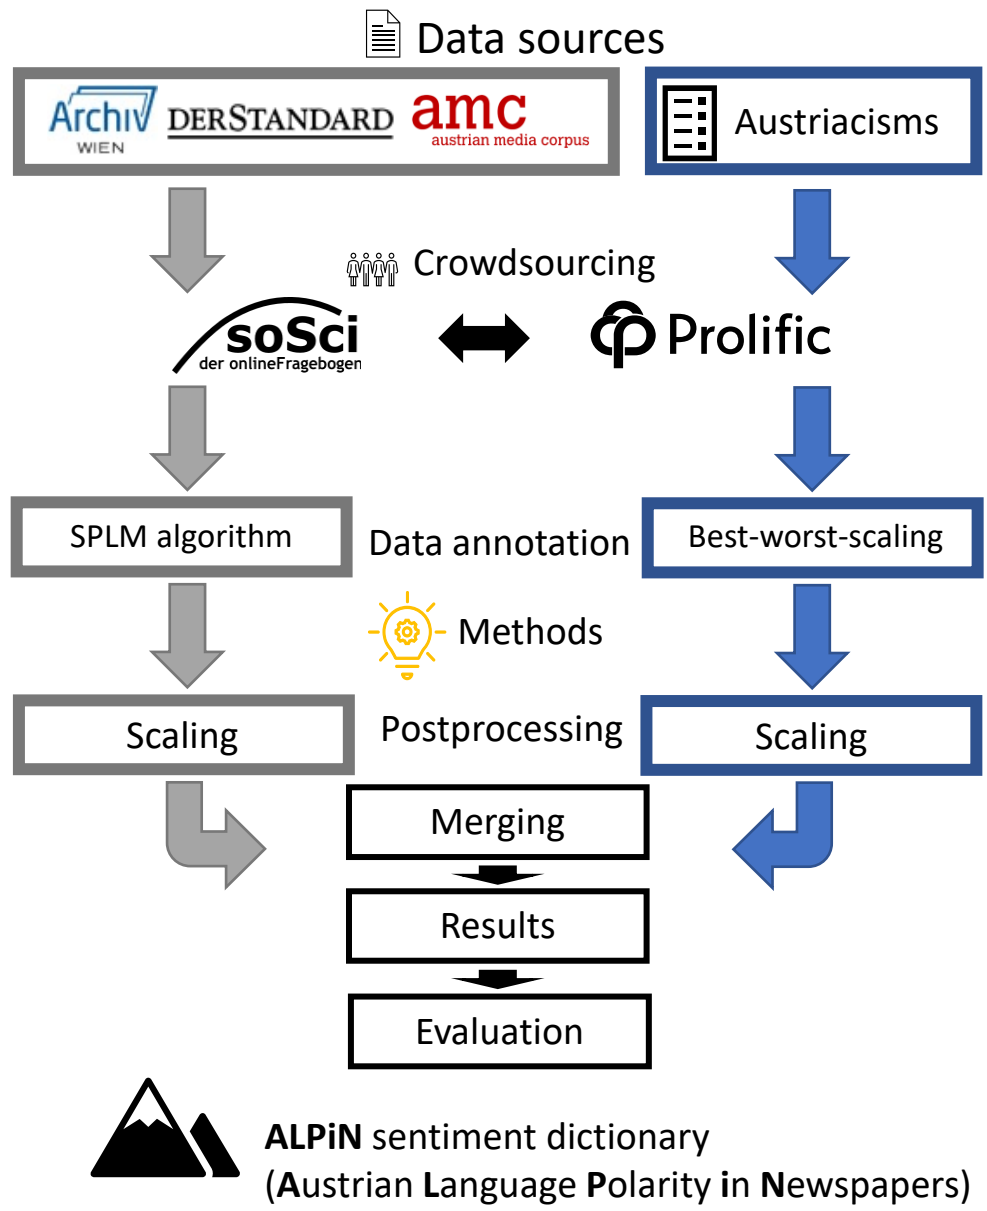 Data sources
Archiv
WIEN
DERSTANDARD
amc
austrian media corpus
Austriacisms
Crowdsourcing
soSci
der onlineFragebogen
Prolific
SPLM algorithm
Data annotation
Best-worst-scaling
Methods
Scaling
Postprocessing
Scaling
Merging
Results
Evaluation
ALPiN sentiment dictionary
(Austrian Language Polarity in Newspapers)